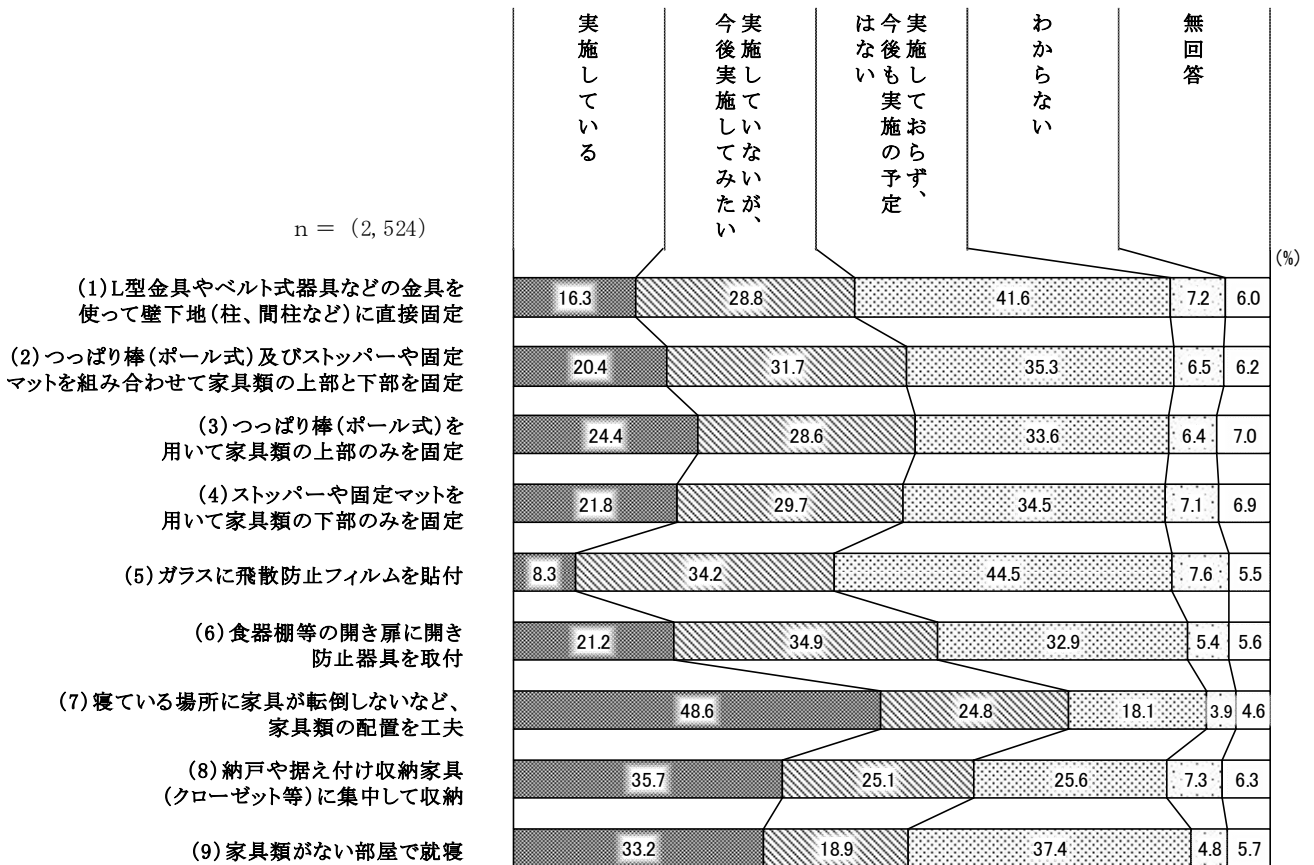 実施している
実施していないが、
今後実施してみたい
実施しておらず、
今後も実施の予定
はない
わからない
無回答
n = (2,524)
(%)
(1)L型金具やベルト式器具などの金具を
使って壁下地(柱、間柱など)に直接固定
16.3 28.8 41.6 7.2 6.0
(2)つっぱり棒(ポール式)及びストッパーや固定
マットを組み合わせて家具類の上部と下部を固定
20.4 31.7 35.3 6.5 6.2
(3)つっぱり棒(ポール式)を
用いて家具類の上部のみを固定
24.4 28.6 33.6 6.4 7.0
(4)ストッパーや固定マットを
用いて家具類の下部のみを固定
21.8 29.7 34.5 7.1 6.9
(5)ガラスに飛散防止フィルムを貼付
8.3 34.2 44.5 7.6 5.5
(6)食器棚等の開き扉に開き
防止器具を取付
21.2 34.9 32.9 5.4 5.6
(7)寝ている場所に家具が転倒しないなど、
家具類の配置を工夫
48.6 24.8 18.1 3.9 4.6
(8)納戸や据え付け収納家具
(クローゼット等)に集中して収納
35.7 25.1 25.6 7.3 6.3
(9)家具類がない部屋で就寝
33.2 18.9 37.4 4.8 5.7